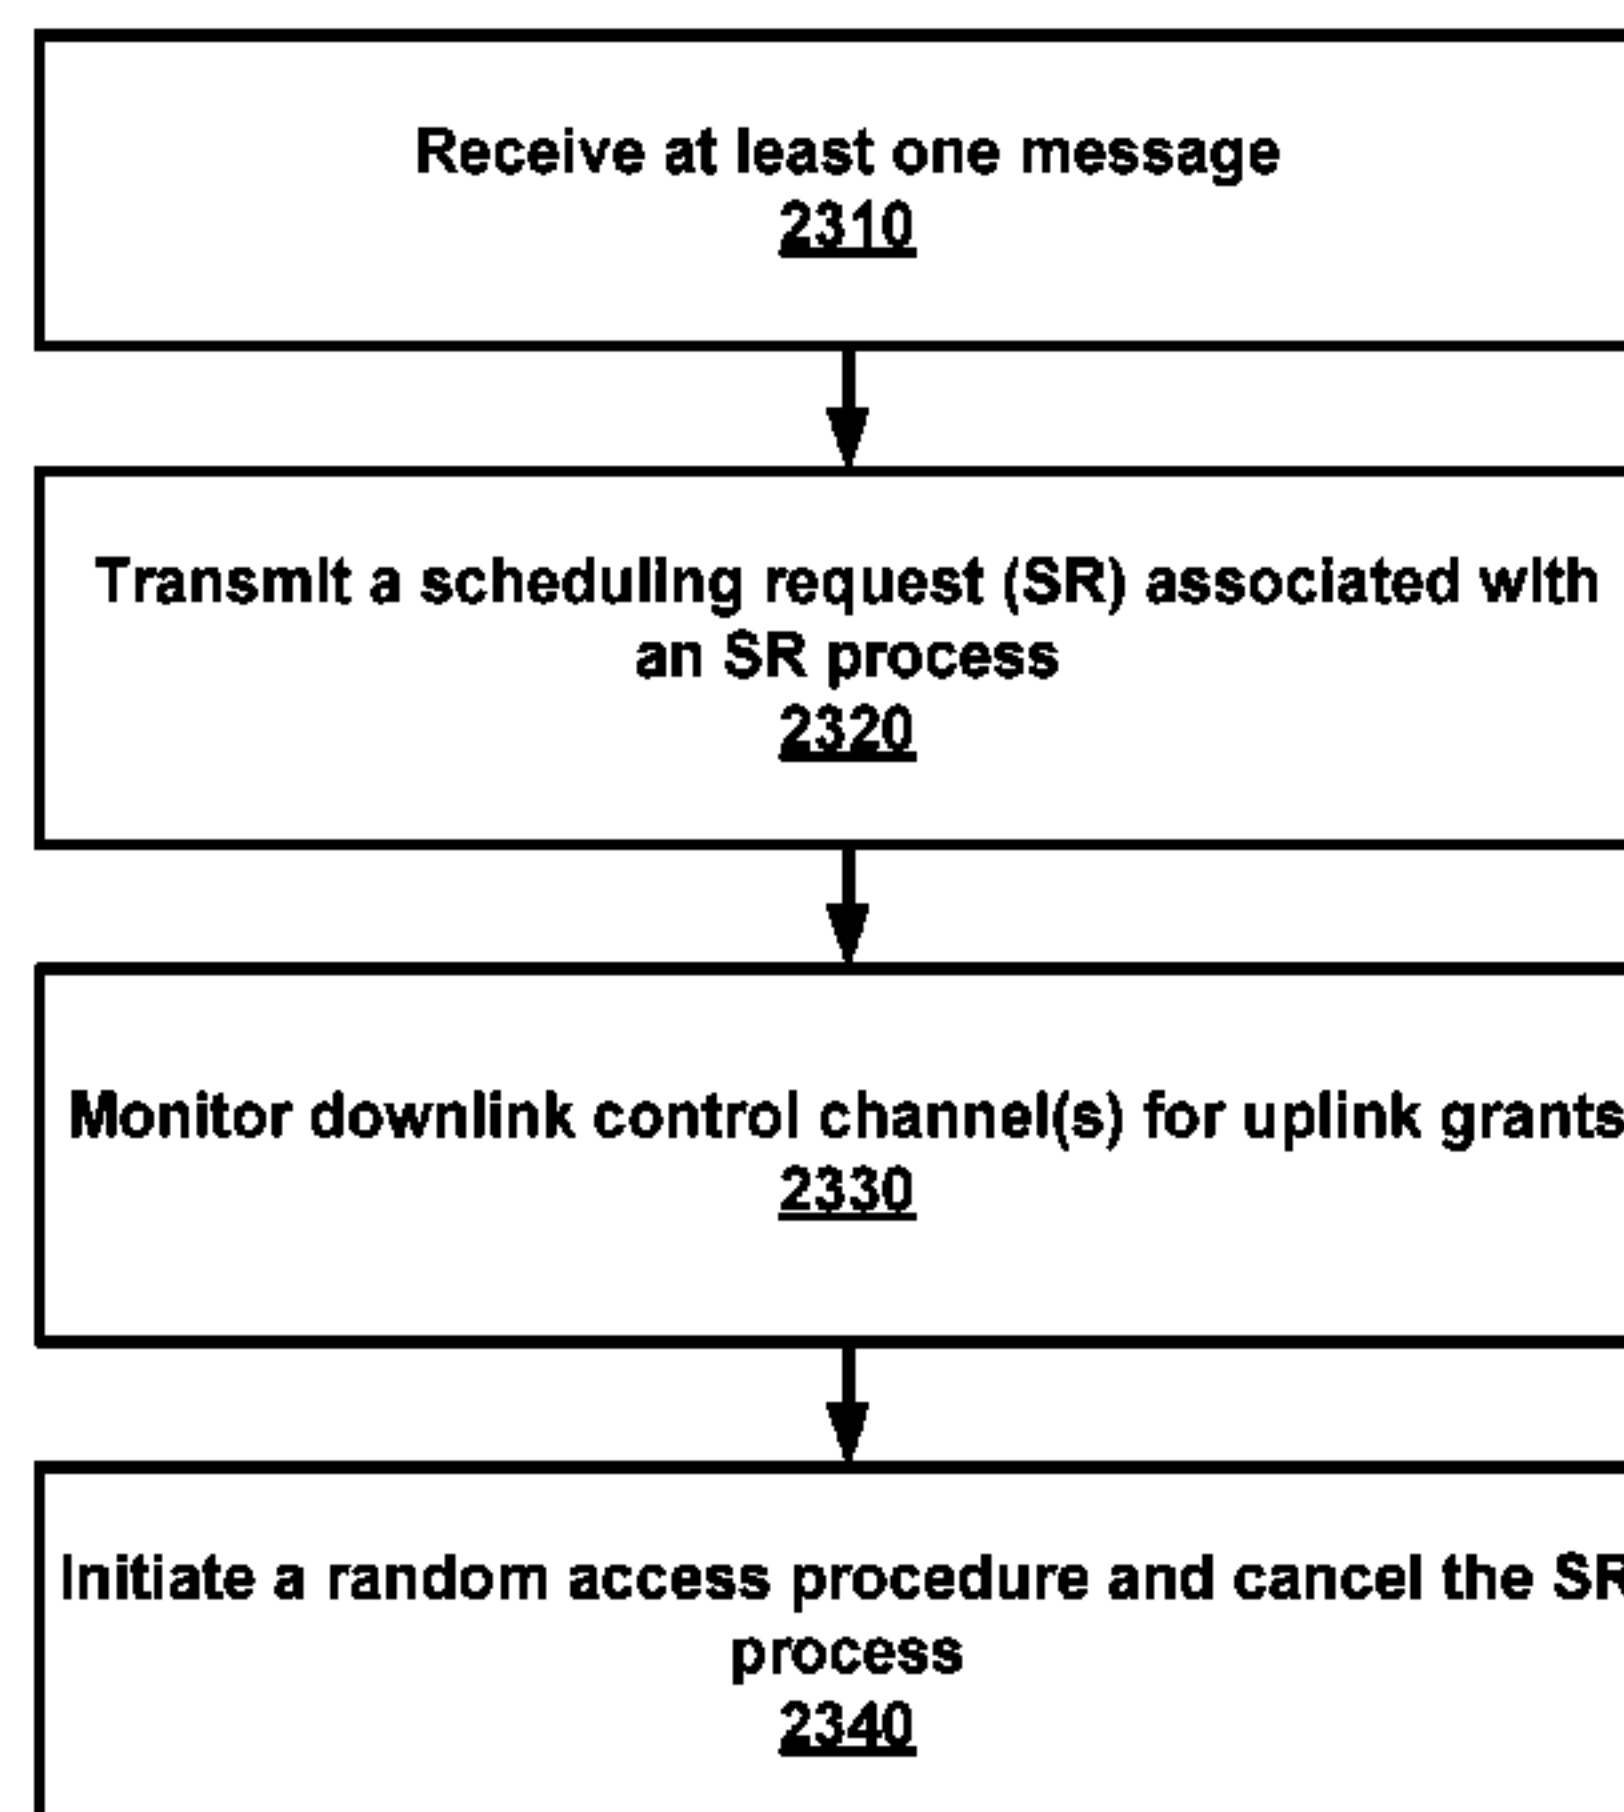 Receive at least one message
2310
Transmit a scheduling request (SR) associated with
an SR process
2320
Monitor downlink control channel(s) for uplink grants
2330
Initiate a random access procedure and cancel the SR
process
2340